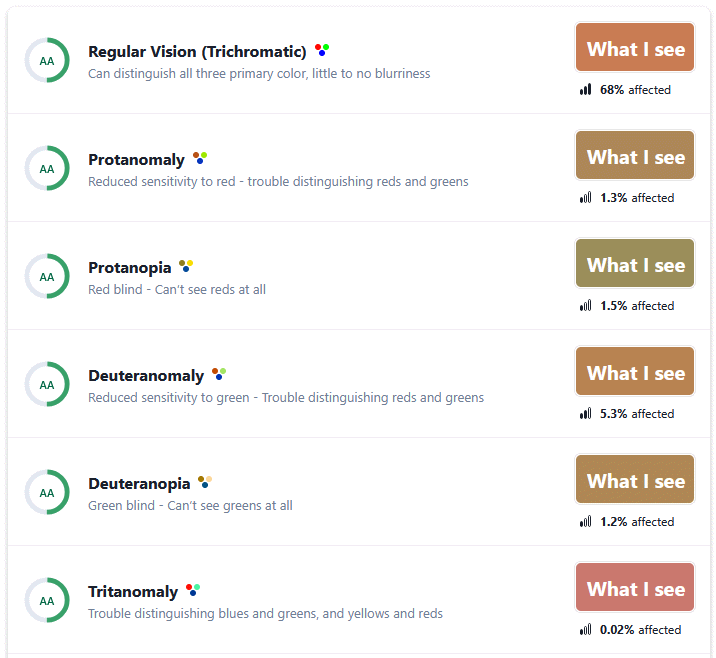 AA
Regular Vision (Trichromatic)
Can distinguish all three primary color, little to no blurriness
What I see
68% affected
AA
Protanomaly
Reduced sensitivity to red - trouble distinguishing reds and greens
What I see
1.3% affected
AA
Protanopia
Red blind - Can't see reds at all
What I see
1.5% affected
AA
Deuteranomaly
Reduced sensitivity to green - Trouble distinguishing reds and greens
What I see
5.3% affected
AA
Deuteranopia
Green blind - Can't see greens at all
What I see
1.2% affected
AA
Tritanomaly
Trouble distinguishing blues and greens, and yellows and reds
What I see
0.02% affected